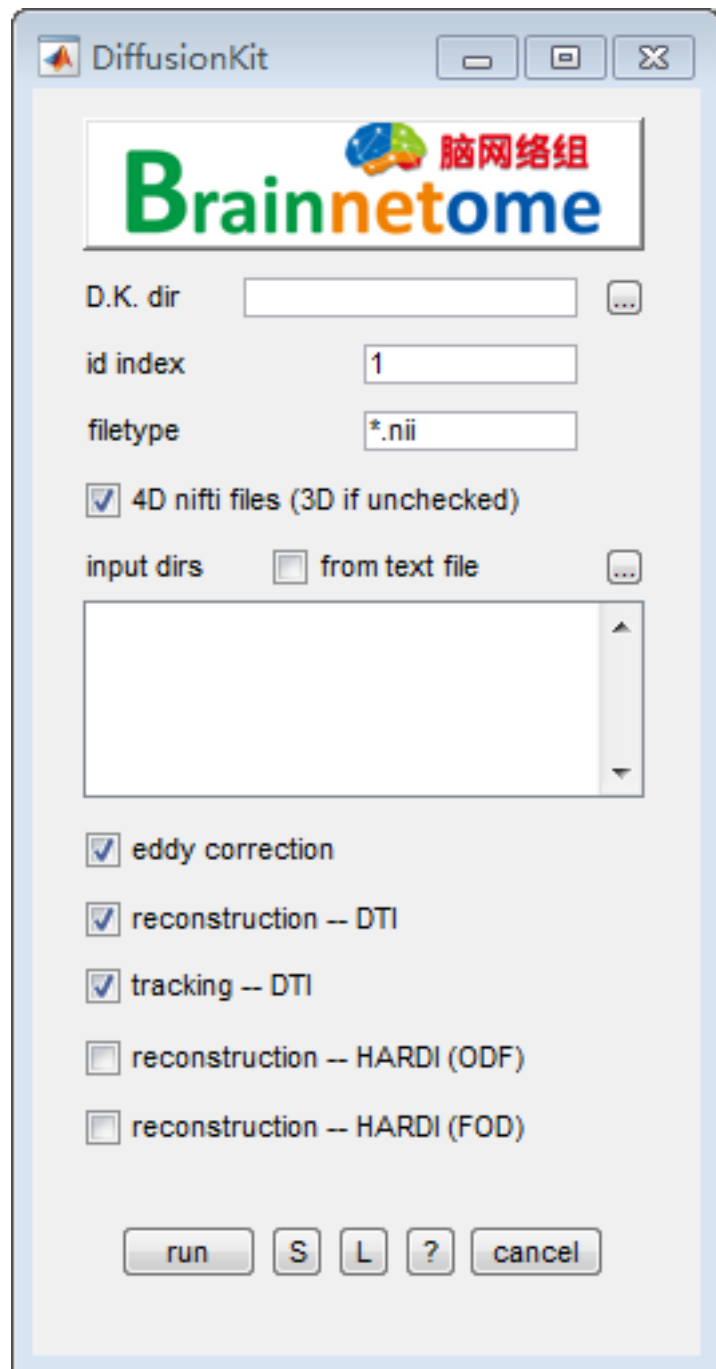 DiffusionKit
脑网络组
Brainnetome
D.K. dir ...
id index 1
filetype *.nii
4D nifti files (3D if unchecked)
input dirs from text file ...
eddy correction
reconstruction -- DTI
tracking -- DTI
reconstruction -- HARDI (ODF)
reconstruction -- HARDI (FOD)
run S L ? cancel